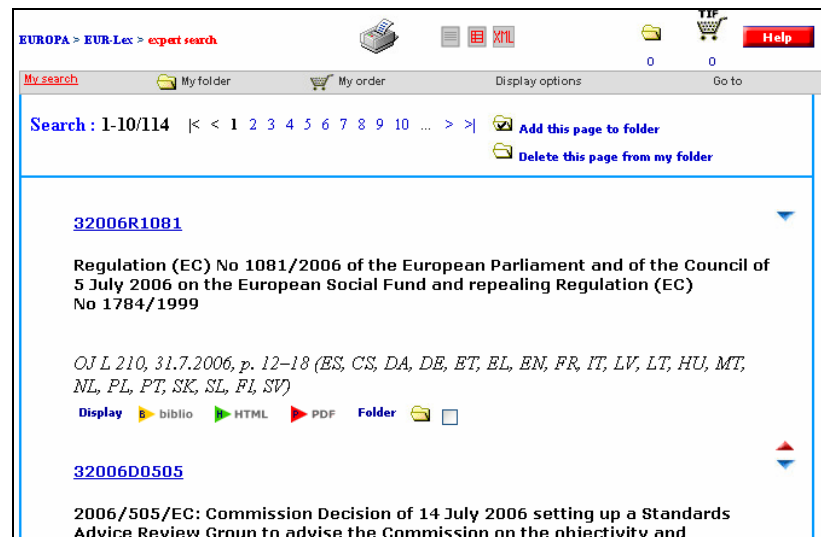 TIF
EUROPA > EUR-Lex > expert search XML Help
0 0
My search My folder My order Display options Go to
Search : 1-10/114 |< < 1 2 3 4 5 6 7 8 9 10 ... > >| Add this page to folder
Delete this page from my folder
32006R1081
Regulation (EC) No 1081/2006 of the European Parliament and of the Council of
5 July 2006 on the European Social Fund and repealing Regulation (EC)
No 1784/1999
OJ L 210, 31.7.2006, p. 12–18 (ES, CS, DA, DE, ET, EL, EN, FR, IT, LV, LT, HU, MT,
NL, PL, PT, SK, SL, FI, SV)
Display B biblio H HTML P PDF Folder
32006D0505
2006/505/EC: Commission Decision of 14 July 2006 setting up a Standards
Advice Review Group to advise the Commission on the objectivity and